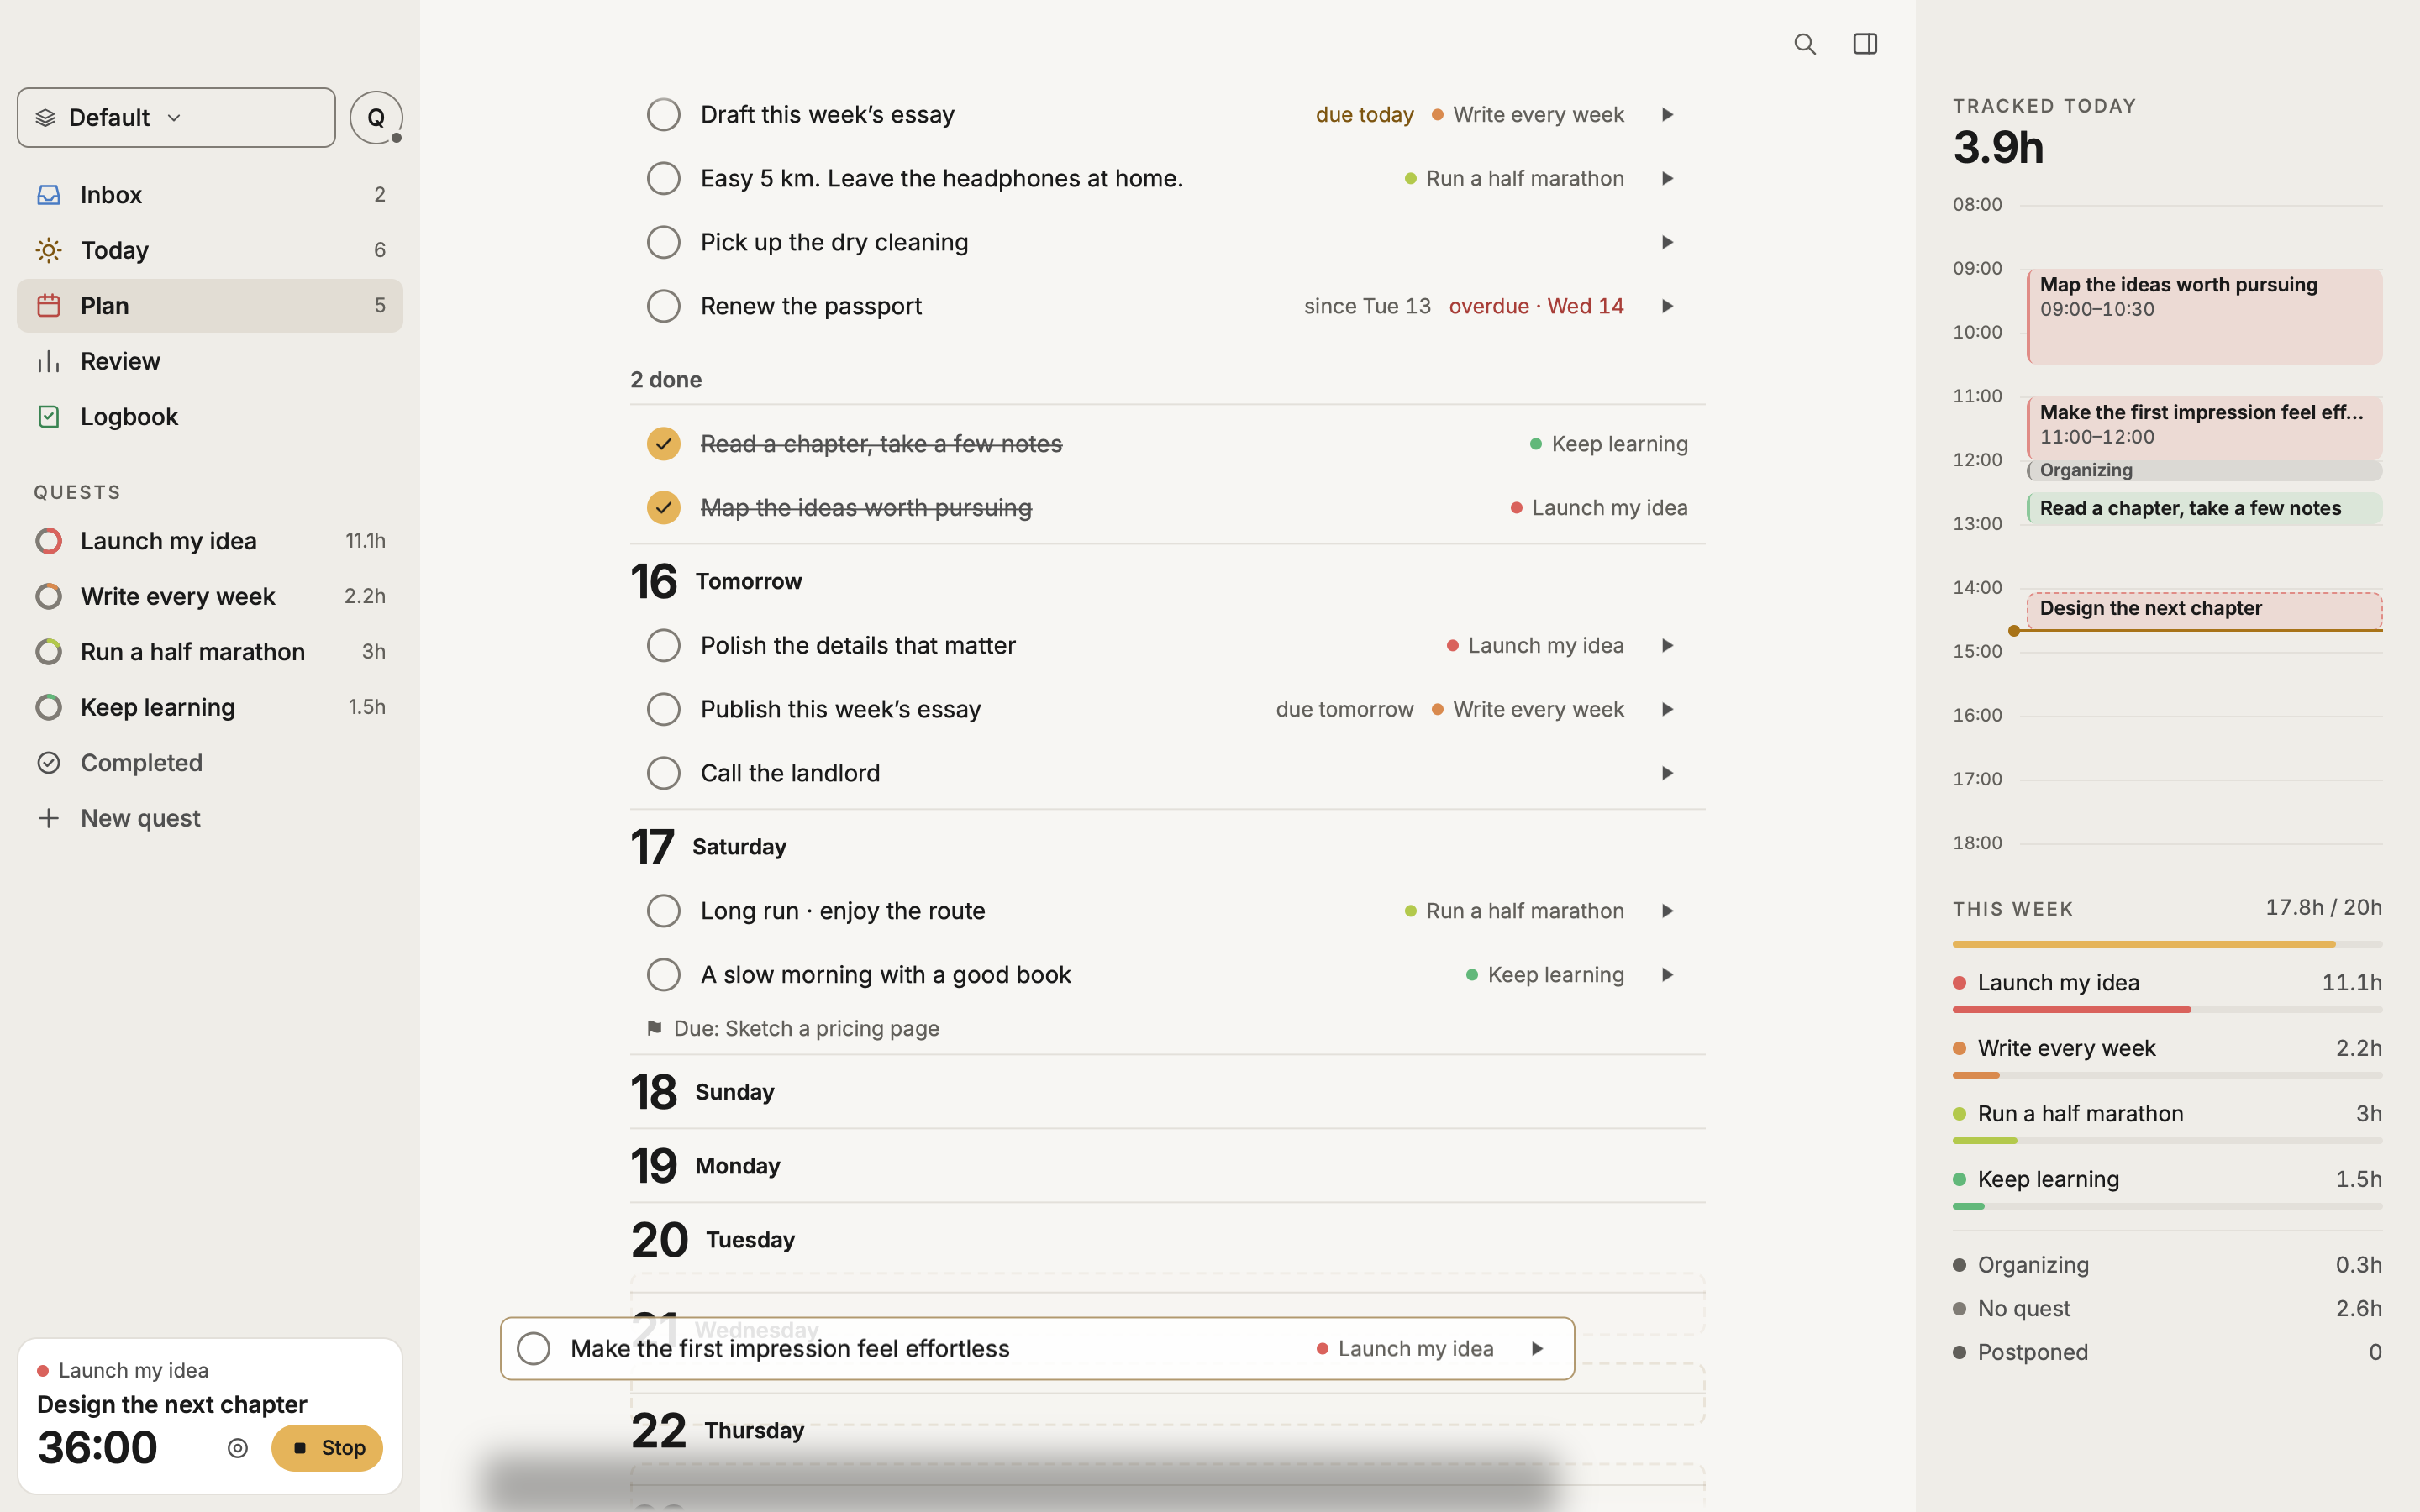 Default
Q
Inbox 2
Today 6
Plan 5
Review
Logbook
QUESTS
Launch my idea 11.1h
Write every week 2.2h
Run a half marathon 3h
Keep learning 1.5h
Completed
New quest
Launch my idea
Design the next chapter
36:00 Stop
Draft this week’s essay due today Write every week
Easy 5 km. Leave the headphones at home. Run a half marathon
Pick up the dry cleaning
Renew the passport since Tue 13 overdue · Wed 14
2 done
Read a chapter, take a few notes Keep learning
Map the ideas worth pursuing Launch my idea
16 Tomorrow
Polish the details that matter Launch my idea
Publish this week’s essay due tomorrow Write every week
Call the landlord
17 Saturday
Long run · enjoy the route Run a half marathon
A slow morning with a good book Keep learning
Due: Sketch a pricing page
18 Sunday
19 Monday
20 Tuesday
21 Wednesday
Make the first impression feel effortless Launch my idea
22 Thursday
TRACKED TODAY
3.9h
08:00
09:00
Map the ideas worth pursuing
09:00–10:30
10:00
11:00
Make the first impression feel eff...
11:00–12:00
12:00
Organizing
Read a chapter, take a few notes
13:00
14:00
Design the next chapter
15:00
16:00
17:00
18:00
THIS WEEK 17.8h / 20h
Launch my idea 11.1h
Write every week 2.2h
Run a half marathon 3h
Keep learning 1.5h
Organizing 0.3h
No quest 2.6h
Postponed 0